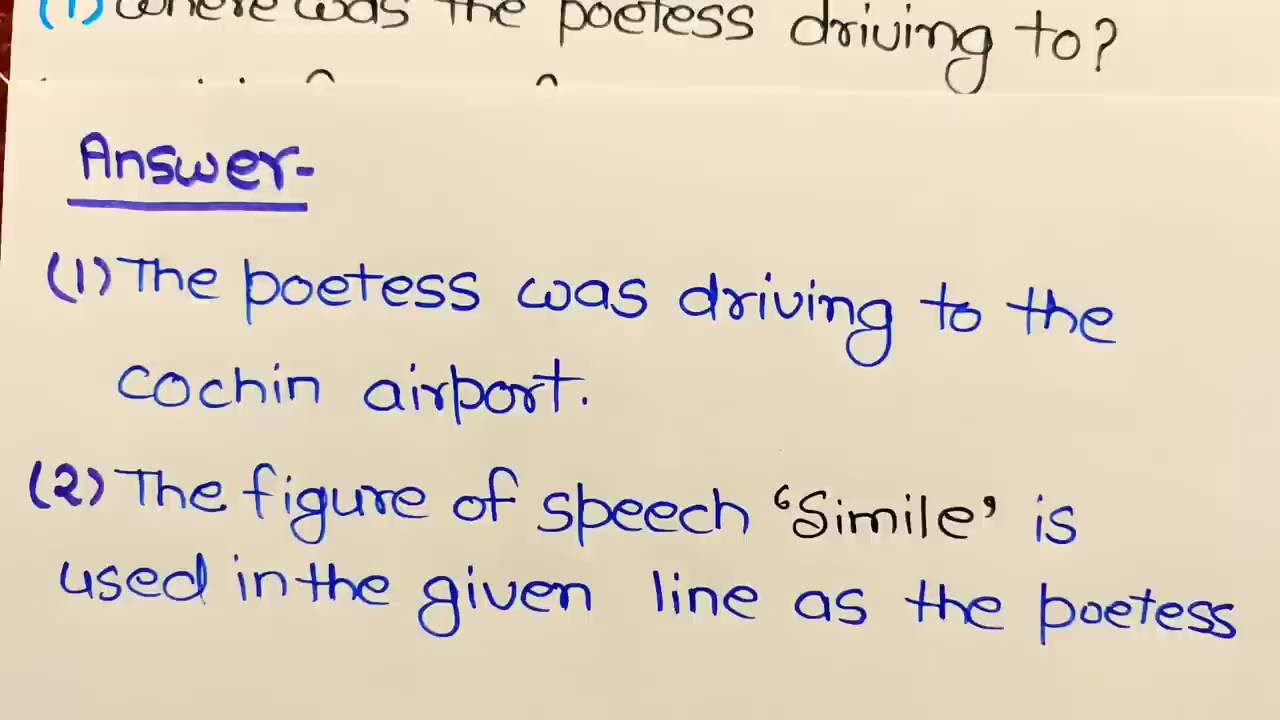 (1) Where was the poetess driving to?
Answer-
(1) The poetess was driving to the
cochin airport.
(2) The figure of speech ‘Simile’ is
used in the given line as the poetess